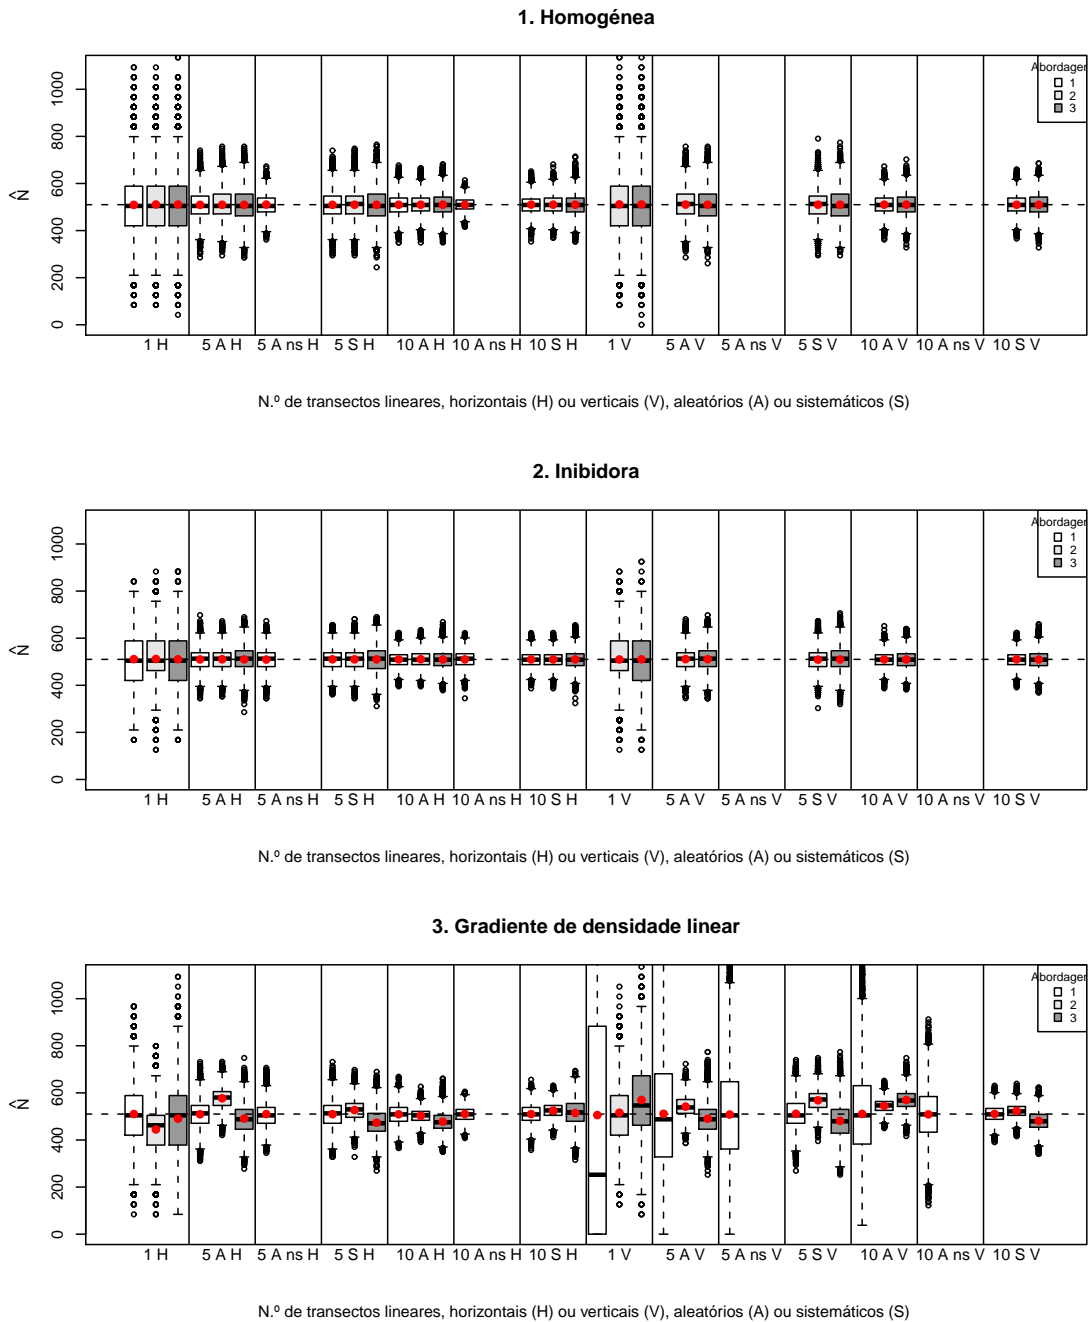 1. Homogénea
N̂
0 200 400 600 800 1000
Abordagem
1
2
3
1 H 5 A H 5 A ns H 5 S H 10 A H 10 A ns H 10 S H 1 V 5 A V 5 A ns V 5 S V 10 A V 10 A ns V 10 S V
N.º de transectos lineares, horizontais (H) ou verticais (V), aleatórios (A) ou sistemáticos (S)
2. Inibidora
N̂
0 200 400 600 800 1000
Abordagem
1
2
3
1 H 5 A H 5 A ns H 5 S H 10 A H 10 A ns H 10 S H 1 V 5 A V 5 A ns V 5 S V 10 A V 10 A ns V 10 S V
N.º de transectos lineares, horizontais (H) ou verticais (V), aleatórios (A) ou sistemáticos (S)
3. Gradiente de densidade linear
N̂
0 200 400 600 800 1000
Abordagem
1
2
3
1 H 5 A H 5 A ns H 5 S H 10 A H 10 A ns H 10 S H 1 V 5 A V 5 A ns V 5 S V 10 A V 10 A ns V 10 S V
N.º de transectos lineares, horizontais (H) ou verticais (V), aleatórios (A) ou sistemáticos (S)